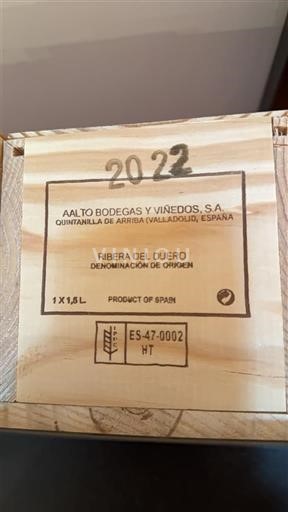 2022
AALTO BODEGAS Y VIÑEDOS, S.A.
QUINTANILLA DE ARRIBA (VALLADOLID), ESPAÑA
VINIOU
RIBERA DEL DUERO
DENOMINACIÓN DE ORIGEN
1 X 1,5 L PRODUCT OF SPAIN
IPPC ES-47-0002
HT